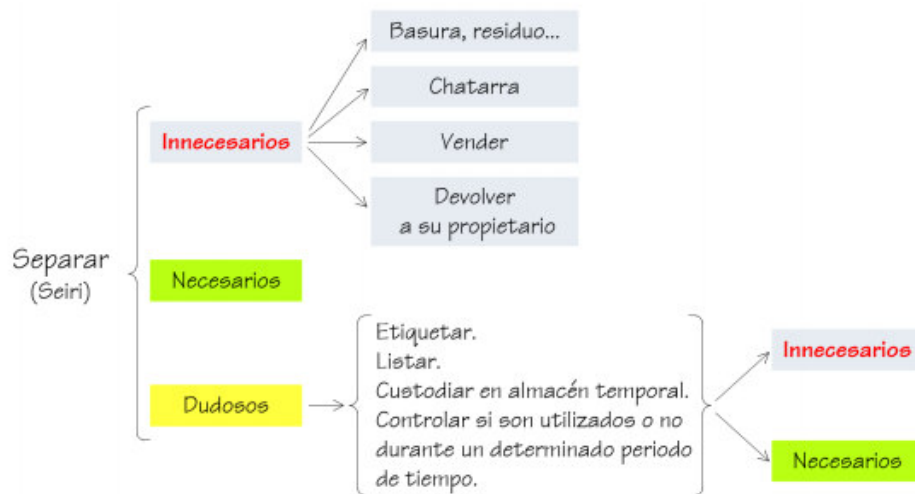 Separar
(Seiri)
Innecesarios
Basura, residuo...
Chatarra
Vender
Devolver
a su propietario
Necesarios
Dudosos
Etiquetar.
Listar.
Custodiar en almacén temporal.
Controlar si son utilizados o no
durante un determinado periodo
de tiempo.
Innecesarios
Necesarios